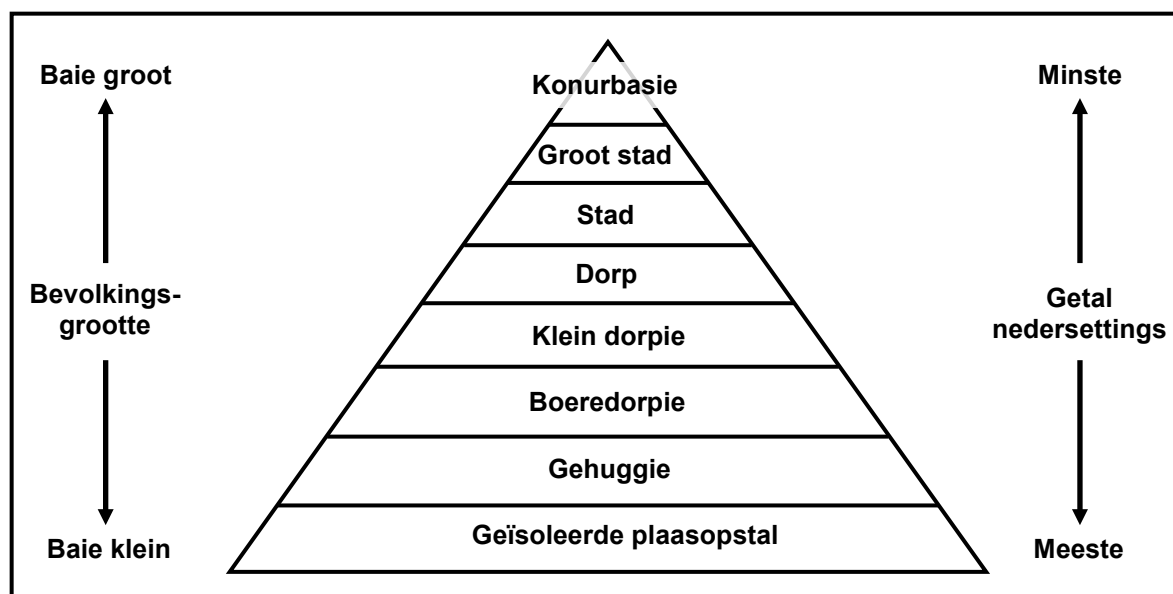 Baie groot
Bevolkings-
grootte
Baie klein
Konurbasie
Groot stad
Stad
Dorp
Klein dorpie
Boeredorpie
Gehuggie
Geïsoleerde plaasopstal
Minste
Getal
nedersettings
Meeste